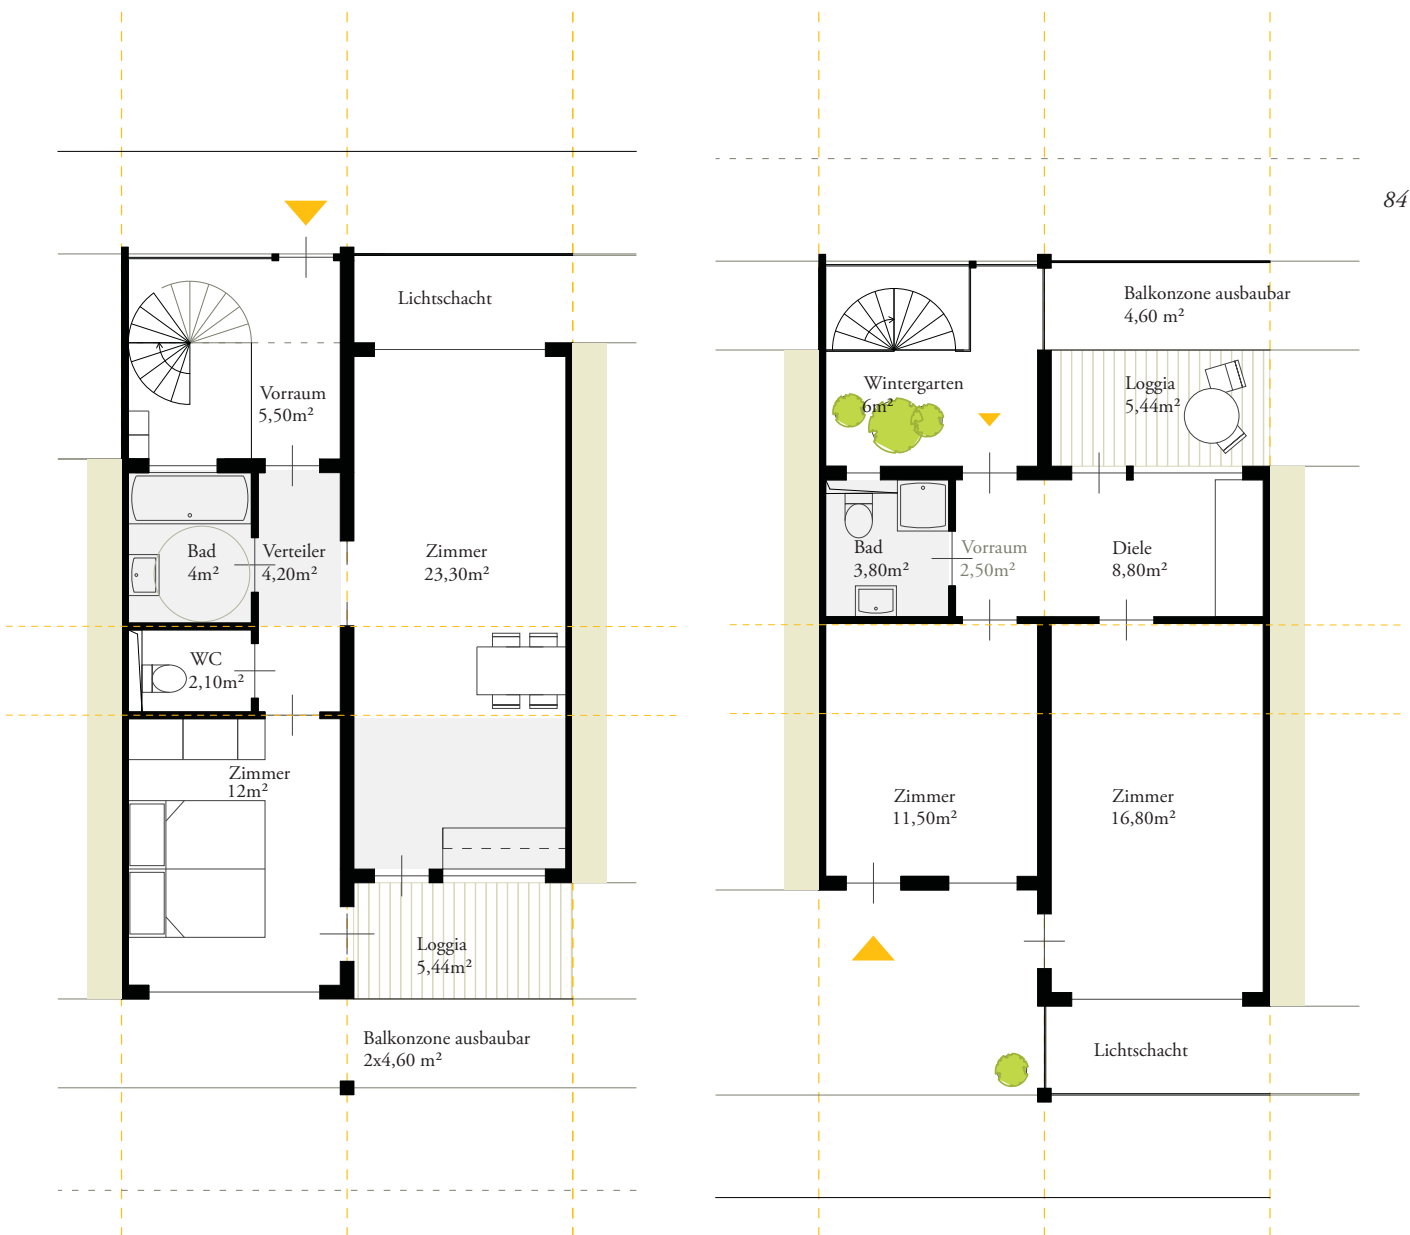 84
Lichtschacht
Vorraum
5,50m²
Bad
4m²
Verteiler
4,20m²
Zimmer
23,30m²
WC
2,10m²
Zimmer
12m²
Loggia
5,44m²
Balkonzone ausbaubar
2x4,60 m²
Balkonzone ausbaubar
4,60 m²
Wintergarten
6m²
Loggia
5,44m²
Bad
3,80m²
Vorraum
2,50m²
Diele
8,80m²
Zimmer
11,50m²
Zimmer
16,80m²
Lichtschacht